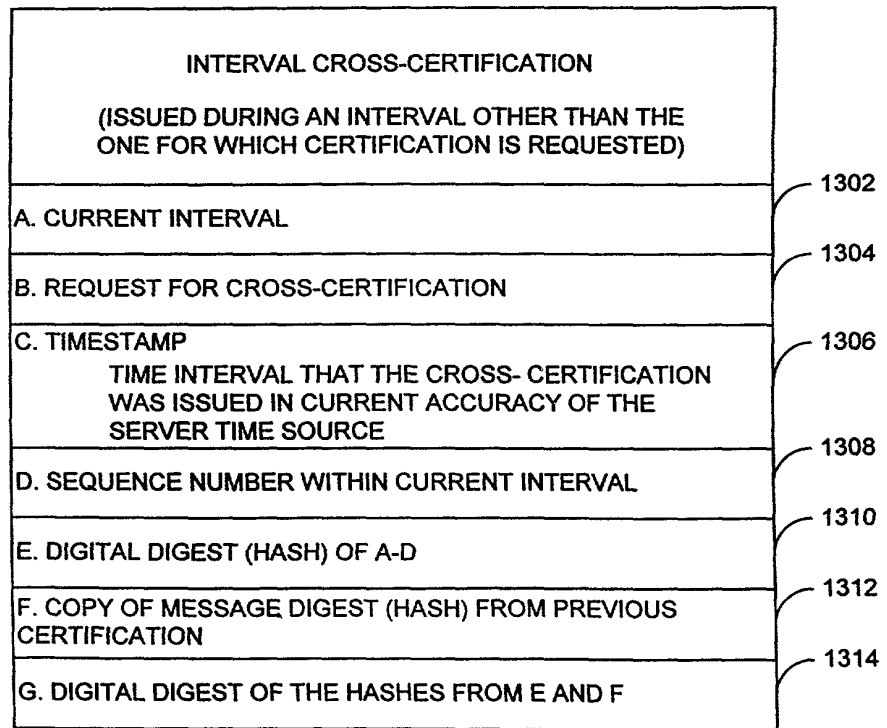 INTERVAL CROSS-CERTIFICATION
(ISSUED DURING AN INTERVAL OTHER THAN THE
ONE FOR WHICH CERTIFICATION IS REQUESTED)
1302
A. CURRENT INTERVAL
1304
B. REQUEST FOR CROSS-CERTIFICATION
1306
C. TIMESTAMP
TIME INTERVAL THAT THE CROSS- CERTIFICATION
WAS ISSUED IN CURRENT ACCURACY OF THE
SERVER TIME SOURCE
1308
D. SEQUENCE NUMBER WITHIN CURRENT INTERVAL
1310
E. DIGITAL DIGEST (HASH) OF A-D
1312
F. COPY OF MESSAGE DIGEST (HASH) FROM PREVIOUS
CERTIFICATION
1314
G. DIGITAL DIGEST OF THE HASHES FROM E AND F